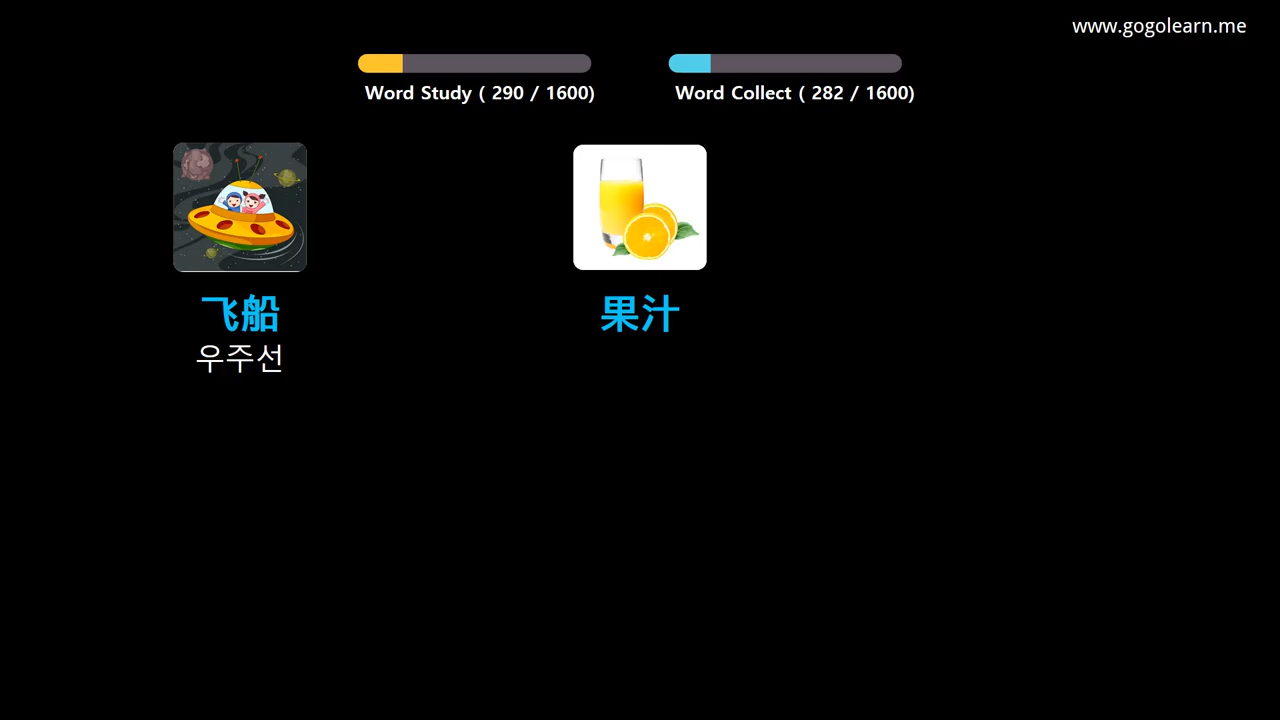 www.gogolearn.me
Word Study ( 290 / 1600)
Word Collect ( 282 / 1600)
飞船
果汁
우주선